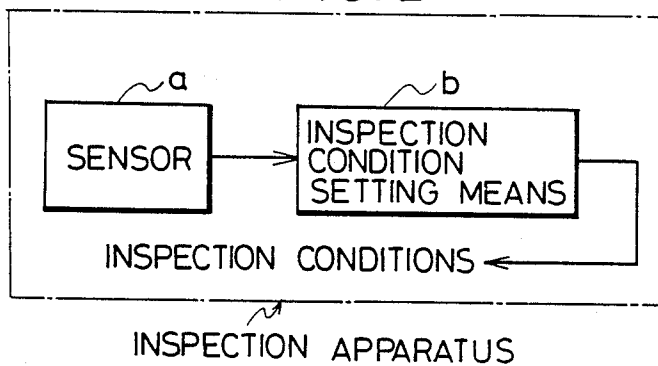 a
b
SENSOR
INSPECTION
CONDITION
SETTING MEANS
INSPECTION CONDITIONS
INSPECTION APPARATUS